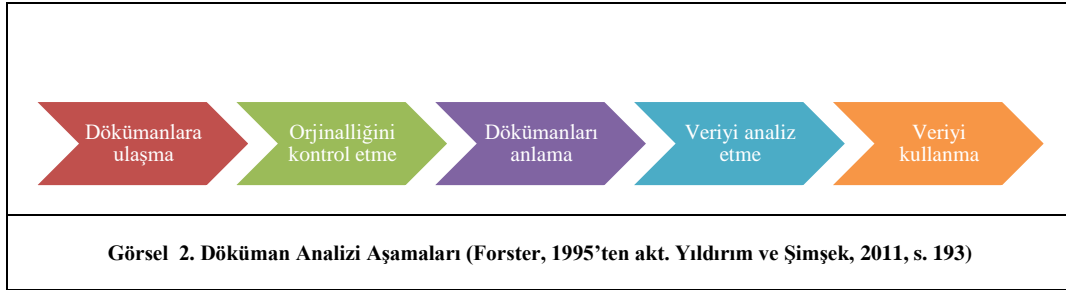 Dökümanlara
ulaşma
Orjinalliğini
kontrol etme
Dökümanları
anlama
Veriyi analiz
etme
Veriyi
kullanma
Görsel  2. Döküman Analizi Aşamaları (Forster, 1995’ten akt. Yıldırım ve Şimşek, 2011, s. 193)